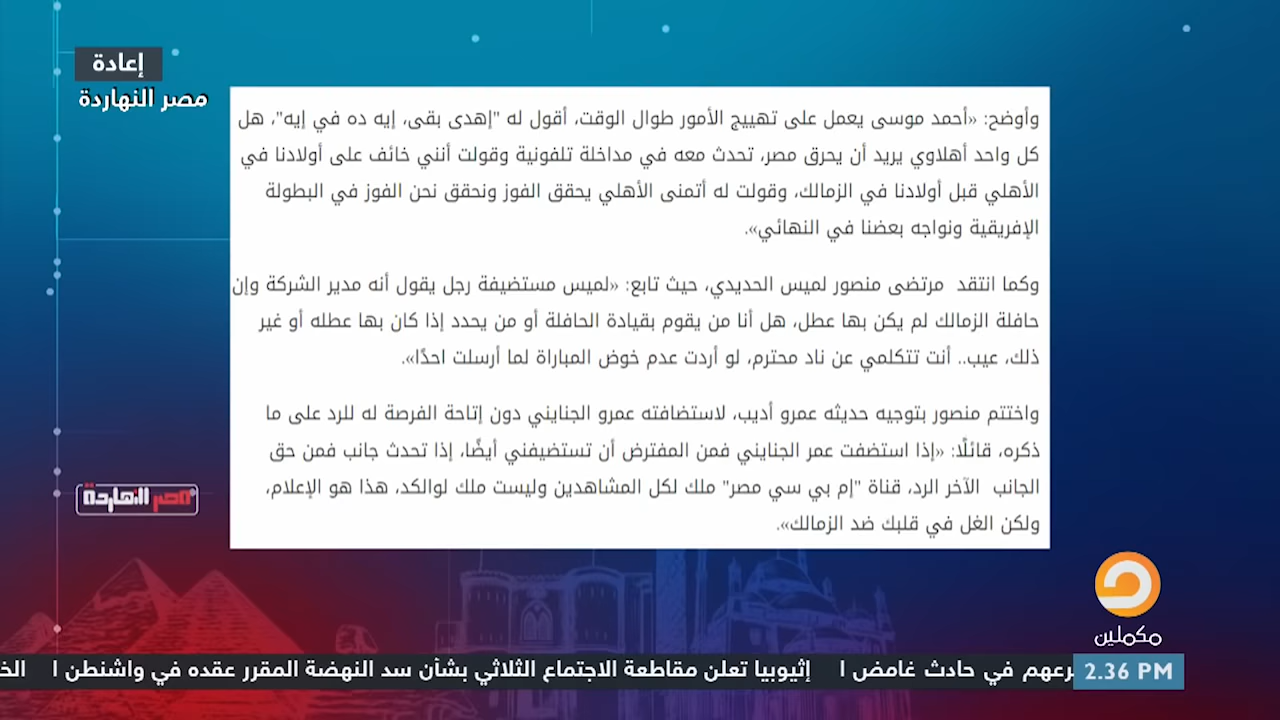 إعادة
مصر النهاردة
وأوضح: «أحمد موسى يعمل على تهييج الأمور طوال الوقت، أقول له "إهدى بقى، إيه ده في إيه"، هل
كل واحد أهلاوي يريد أن يحرق مصر، تحدث معه في مداخلة تلفونية وقولت أنني خائف على أولادنا في
الأهلي قبل أولادنا في الزمالك، وقولت له أتمنى الأهلي يحقق الفوز ونحقق نحن الفوز في البطولة
الإفريقية ونواجه بعضنا في النهائي».
وكما انتقد مرتضى منصور لميس الحديدي، حيث تابع: «لميس مستضيفة رجل يقول أنه مدير الشركة وإن
حافلة الزمالك لم يكن بها عطل، هل أنا من يقوم بقيادة الحافلة أو من يحدد إذا كان بها عطله أو غير
ذلك، عيب.. أنت تتكلمي عن ناد محترم، لو أردت عدم خوض المباراة لما أرسلت احدًا».
واختتم منصور بتوجيه حديثه عمرو أديب، لاستضافته عمرو الجنايني دون إتاحة الفرصة له للرد على ما
ذكره، قائلًا: «إذا استضفت عمر الجنايني فمن المفترض أن تستضيفني أيضًا، إذا تحدث جانب فمن حق
الجانب الآخر الرد، قناة "إم بي سي مصر" ملك لكل المشاهدين وليست ملك لوالكد، هذا هو الإعلام،
ولكن الغل في قلبك ضد الزمالك».
مصر النهاردة
مكملين
رعهم في حادث غامض ا إثيوبيا تعلن مقاطعة الاجتماع الثلاثي بشأن سد النهضة المقرر عقده في واشنطن ا الخ
2.36 PM